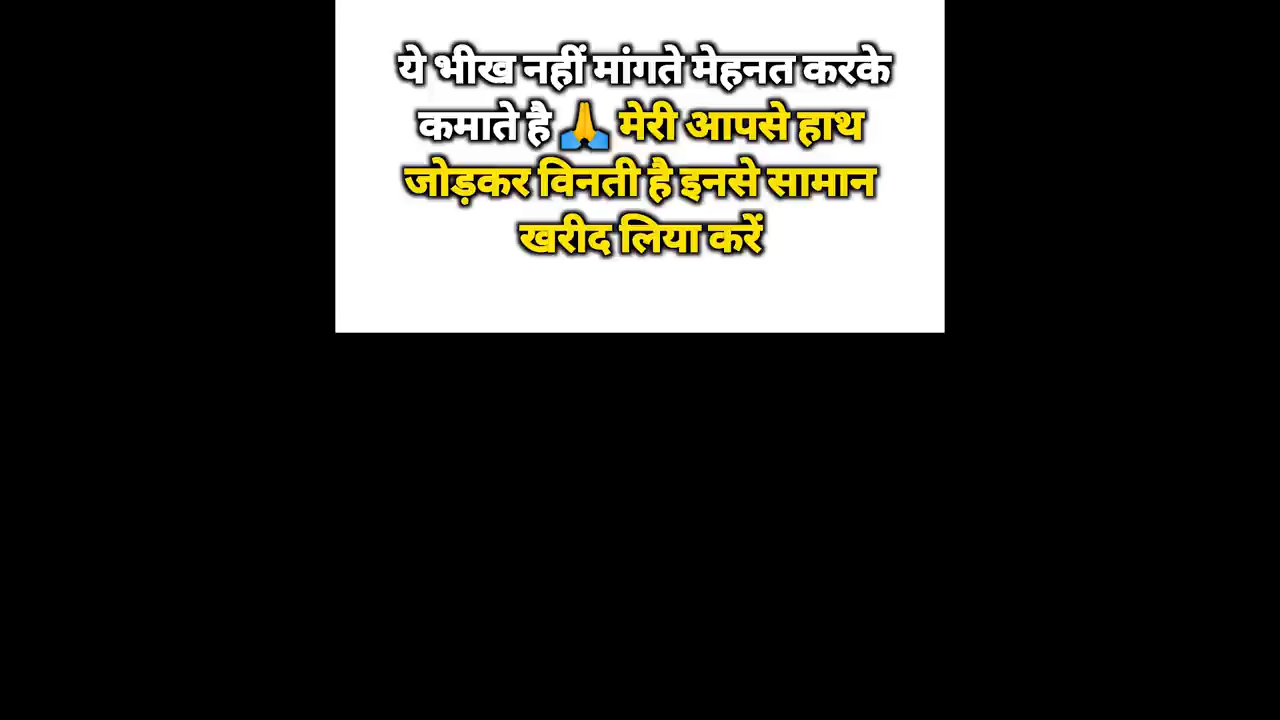 ये भीख नहीं मांगते मेहनत करके
कमाते है 🙏 मेरी आपसे हाथ
जोड़कर विनती है इनसे सामान
खरीद लिया करें